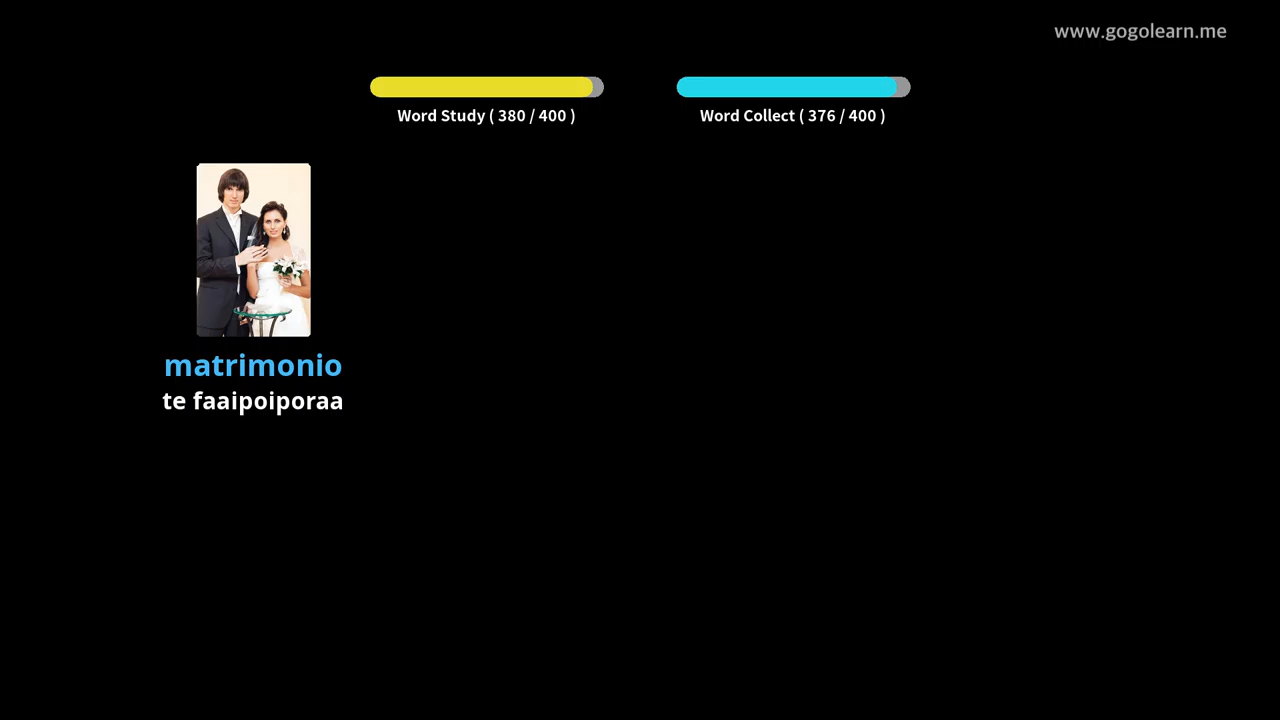 www.gogolearn.me
Word Study ( 380 / 400 )
Word Collect ( 376 / 400 )
matrimonio
te faaipoiporaa